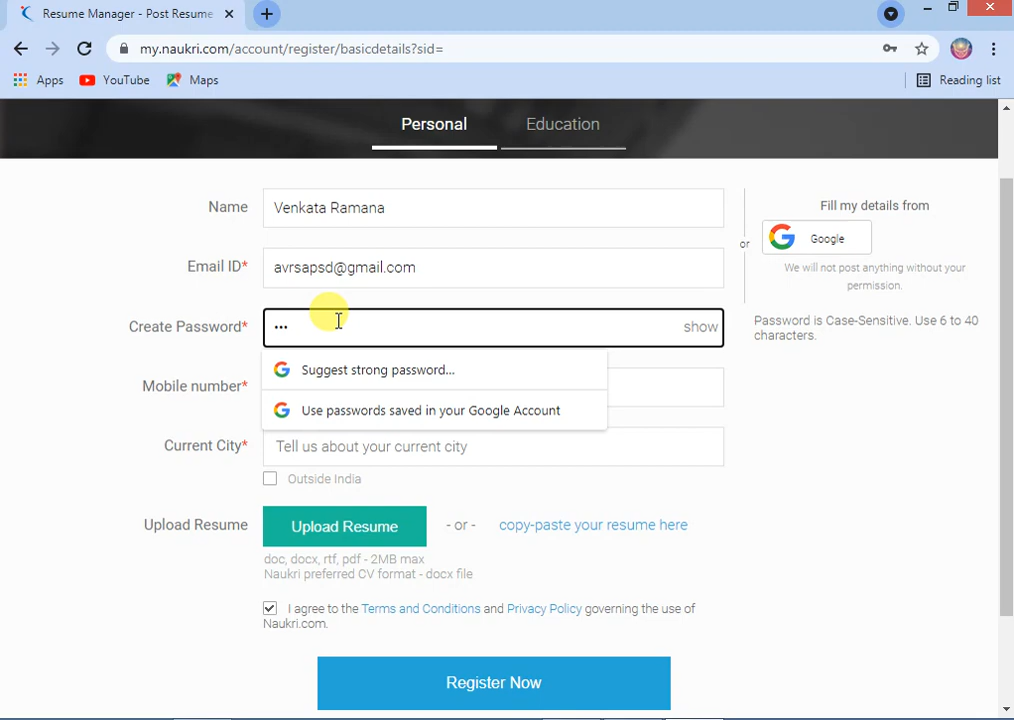 Resume Manager - Post Resume
my.naukri.com/account/register/basicdetails?sid=
Apps YouTube Maps Reading list
Personal Education
Name Venkata Ramana
Fill my details from
or
Google
We will not post anything without your
permission.
Email ID* avrsapsd@gmail.com
Create Password* ••• show
Password is Case-Sensitive. Use 6 to 40
characters.
Suggest strong password...
Mobile number*
Use passwords saved in your Google Account
Current City* Tell us about your current city
Outside India
Upload Resume Upload Resume - or - copy-paste your resume here
doc, docx, rtf, pdf - 2MB max
Naukri preferred CV format - docx file
I agree to the Terms and Conditions and Privacy Policy governing the use of
Naukri.com.
Register Now